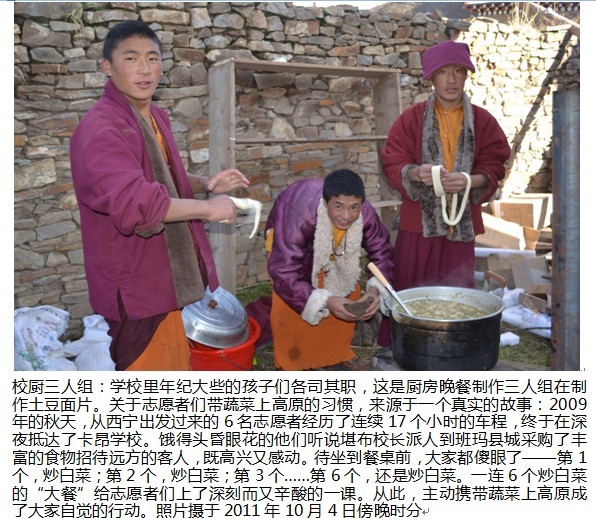 校厨三人组：学校里年纪大些的孩子们各司其职，这是厨房晚餐制作三人组在制
作土豆面片。关于志愿者们带蔬菜上高原的习惯，来源于一个真实的故事：2009
年的秋天，从西宁出发过来的 6 名志愿者经历了连续 17 个小时的车程，终于在深
夜抵达了卡昂学校。饿得头昏眼花的他们听说堪布校长派人到班玛县城采购了丰
富的食物招待远方的客人，既高兴又感动。待坐到餐桌前，大家都傻眼了——第 1
个，炒白菜；第 2 个，炒白菜；第 3 个……第 6 个，还是炒白菜。一连 6 个炒白菜
的“大餐”给志愿者们上了深刻而又辛酸的一课。从此，主动携带蔬菜上高原成
了大家自觉的行动。照片摄于 2011 年 10 月 4 日傍晚时分